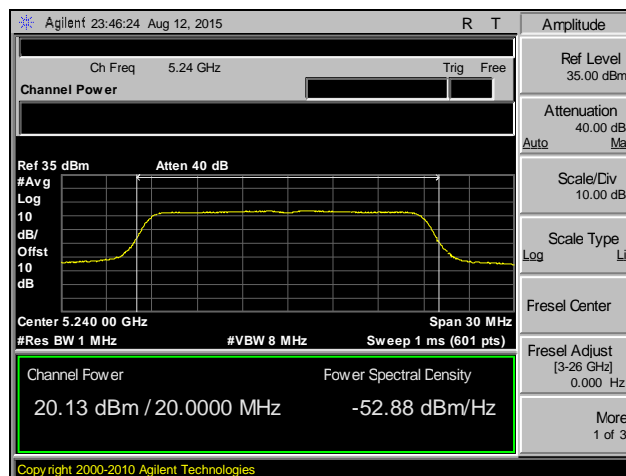 Agilent 23:46:24 Aug 12, 2015 R T
Ch Freq 5.24 GHz Trig Free
Channel Power
Ref 35 dBm Atten 40 dB
#Avg
Log
10
dB/
Offst
10
dB
Center 5.240 00 GHz Span 30 MHz
#Res BW 1 MHz #VBW 8 MHz Sweep 1 ms (601 pts)
Channel Fower Fower Spectral Density
20.13 dBm / 20.0000 MHz -52.88 dBm/Hz
Copyright 2000-2010 Agilent Technologies
Amplitude
Ref Level
35.00 dBm
Attenuation
40.00 dB
Auto Ma
Scale/Div
10.00 dB
Scale Type
Log Li
Fresel Center
Fresel Adjust
[3-26 GHz]
0.000 Hz
More
1 of 3